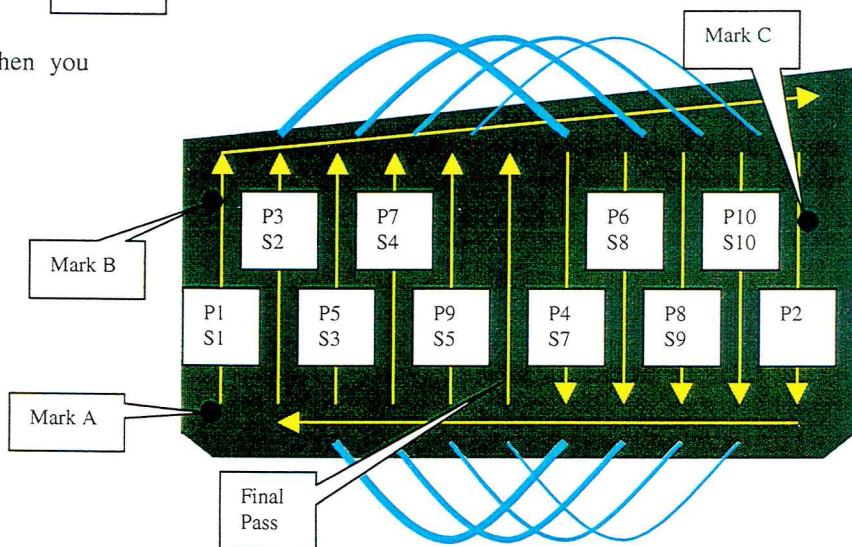 hen you
Mark C
P3
S2
P7
S4
P6
S8
P10
S10
Mark B
P1
S1
P5
S3
P9
S5
P4
S7
P8
S9
P2
Mark A
Final
Pass